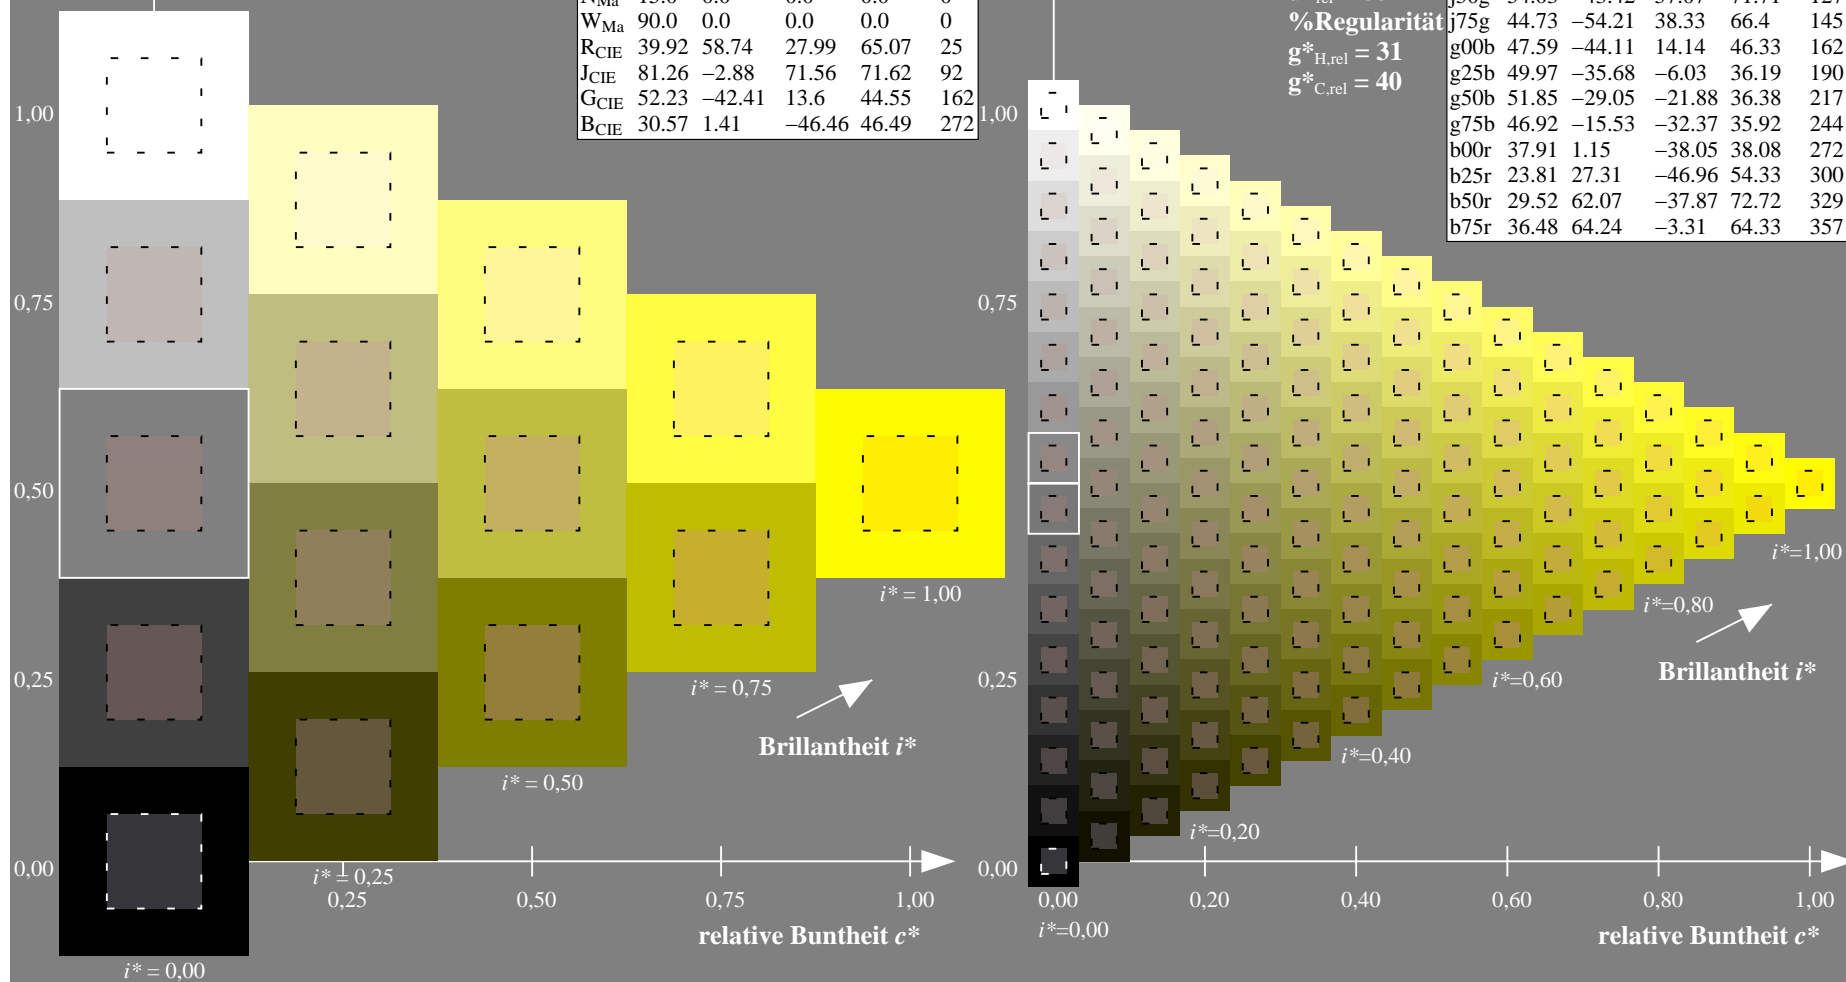 W_Ma 90.0 0.0 0.0 0.0 0
R_CIE 39.92 58.74 27.99 65.07 25
J_CIE 81.26 −2.88 71.56 71.62 92
G_CIE 52.23 −42.41 13.6 44.55 162
B_CIE 30.57 1.41 −46.46 46.49 272
1,00
0,75
0,50
0,25
0,00
i* = 1,00
i* = 0,75
Brillantheit i*
i* = 0,50
i* = 0,25
0,25 0,50 0,75 1,00
relative Buntheit c*
i* = 0,00
%Regularität
g*H,rel = 31
g*C,rel = 40
j75g 44.73 −54.21 38.33 66.4 145
g00b 47.59 −44.11 14.14 46.33 162
g25b 49.97 −35.68 −6.03 36.19 190
g50b 51.85 −29.05 −21.88 36.38 217
g75b 46.92 −15.53 −32.37 35.92 244
b00r 37.91 1.15 −38.05 38.08 272
b25r 23.81 27.31 −46.96 54.33 300
b50r 29.52 62.07 −37.87 72.72 329
b75r 36.48 64.24 −3.31 64.33 357
1,00
0,75
0,50
0,25
0,00
i*=1,00
i*=0,80
Brillantheit i*
i*=0,60
i*=0,40
i*=0,20
0,00 0,20 0,40 0,60 0,80 1,00
i*=0,00
relative Buntheit c*